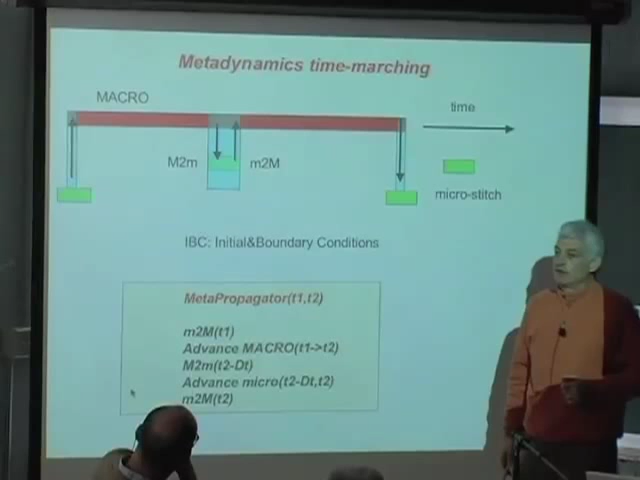 Metadynamics time-marching
MACRO
time
M2m
m2M
micro-stitch
IBC: Initial&Boundary Conditions
MetaPropagator(t1,t2)
m2M(t1)
Advance MACRO(t1->t2)
M2m(t2-Dt)
Advance micro(t2-Dt,t2)
m2M(t2)